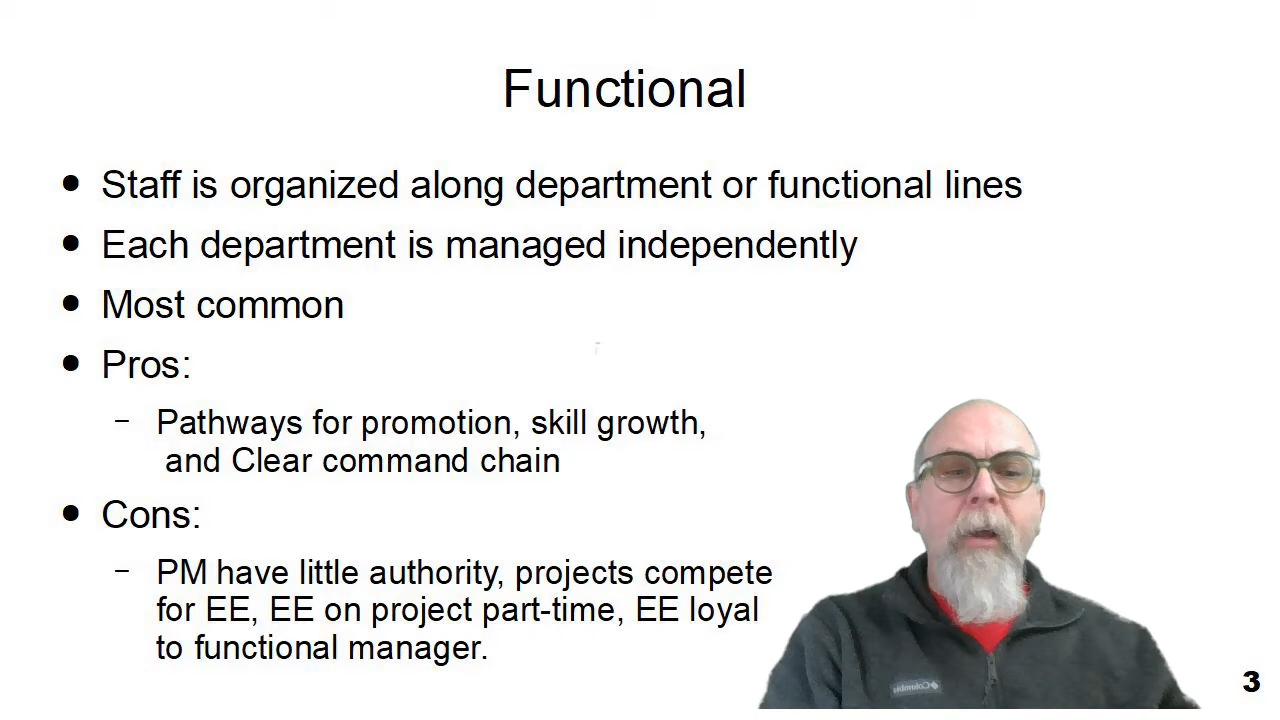 Functional
● Staff is organized along department or functional lines
● Each department is managed independently
● Most common
● Pros:
– Pathways for promotion, skill growth,
and Clear command chain
● Cons:
– PM have little authority, projects compete
for EE, EE on project part-time, EE loyal
to functional manager.
Columbia
3